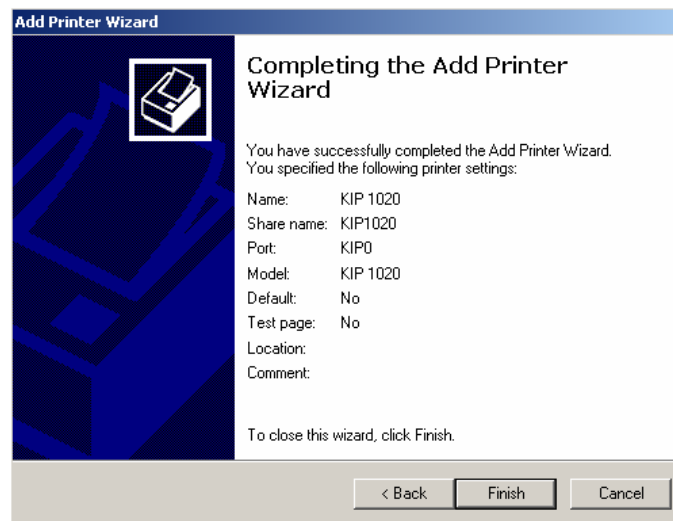 Add Printer Wizard
Completing the Add Printer
Wizard
You have successfully completed the Add Printer Wizard.
You specified the following printer settings:
Name: KIP 1020
Share name: KIP1020
Port: KIP0
Model: KIP 1020
Default: No
Test page: No
Location:
Comment:
To close this wizard, click Finish.
< Back Finish Cancel